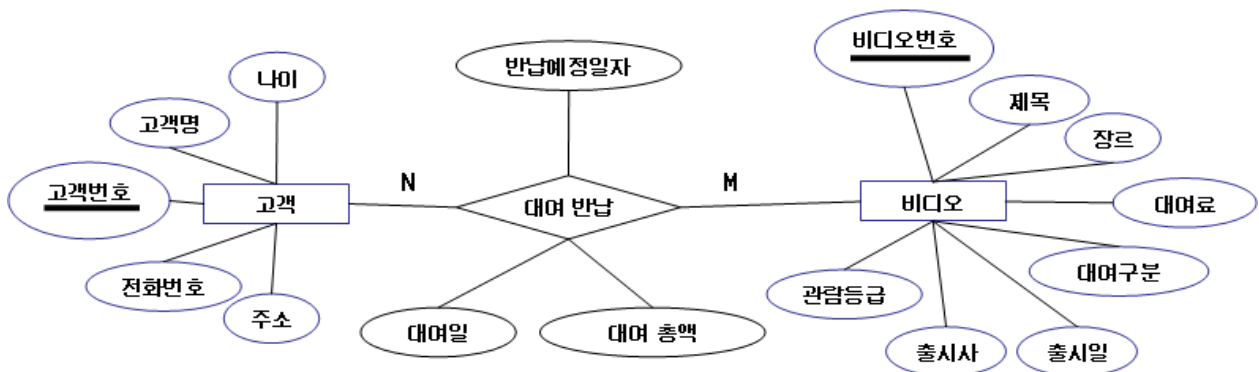 비디오번호
반납예정일자
나이
제목
고객명
장르
고객번호
고객
N
대여 반납
M
비디오
대여료
전화번호
주소
대여일
대여 총액
관람등급
대여구분
출시사
출시일